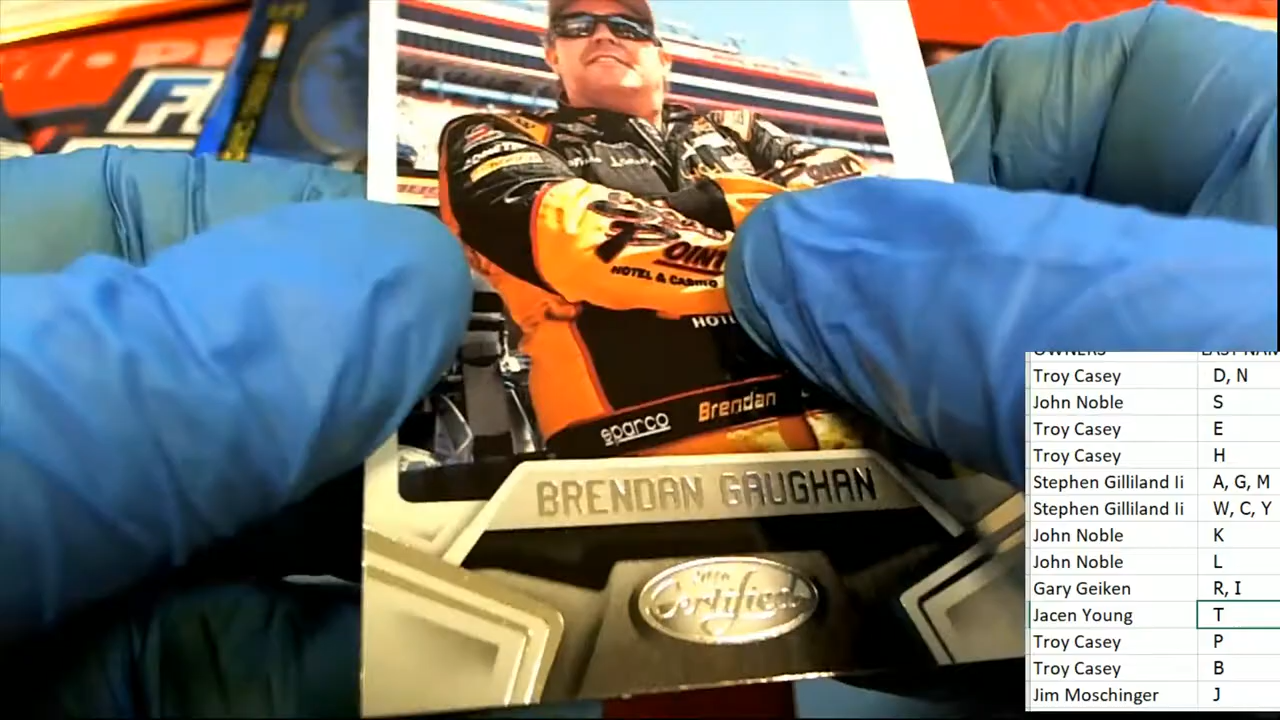 HOTEL & CASINO
sparco Brendan
BRENDAN GAUGHAN
2016
Certified
OWNERS
Troy Casey D, N
John Noble S
Troy Casey E
Troy Casey H
Stephen Gilliland Ii A, G, M
Stephen Gilliland Ii W, C, Y
John Noble K
John Noble L
Gary Geiken R, I
Jacen Young T
Troy Casey P
Troy Casey B
Jim Moschinger J